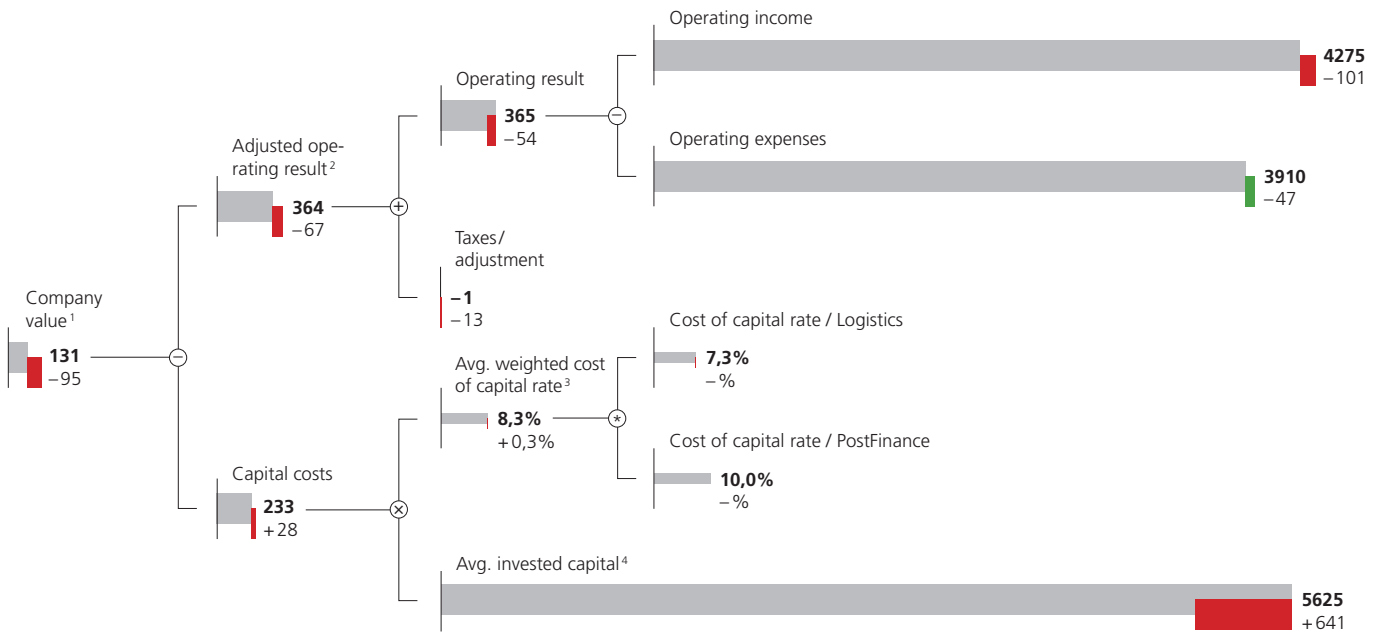 Operating income
4275
–101
Operating result
365
–54
−
Operating expenses
3910
–47
Adjusted ope-
rating result 2
364
–67
+
Taxes/
adjustment
–1
–13
Company
value 1
131
–95
−
Cost of capital rate / Logistics
7,3%
–%
Avg. weighted cost
of capital rate 3
8,3%
+0,3%
*
Cost of capital rate / PostFinance
10,0%
–%
Capital costs
233
+28
×
Avg. invested capital 4
5625
+641